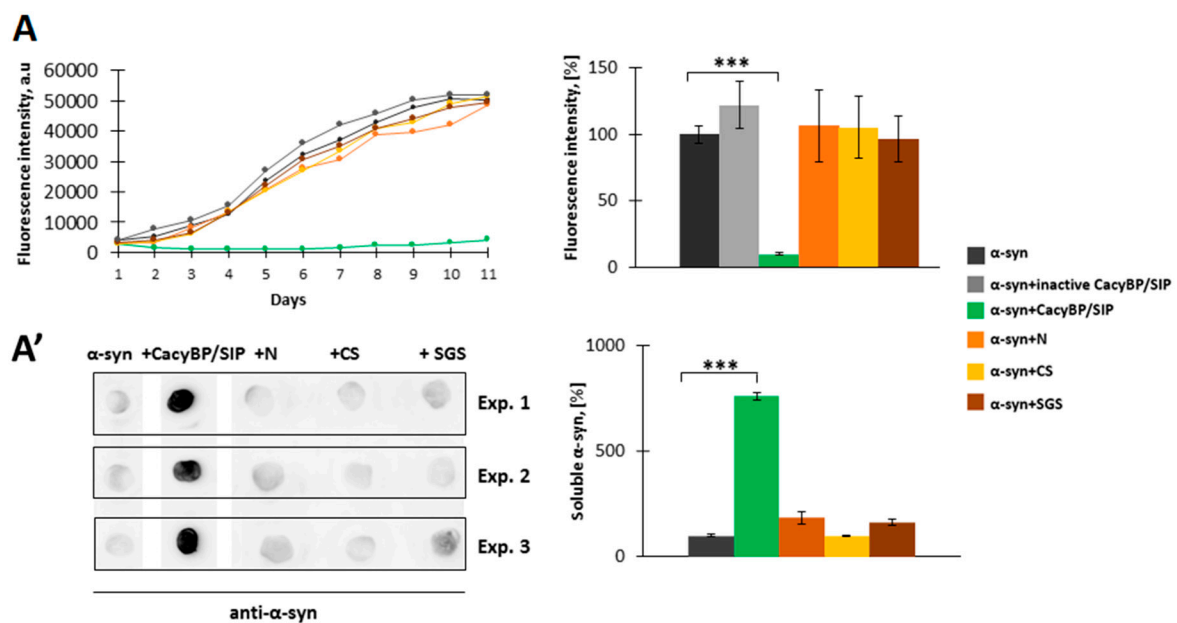 A
Fluorescence intensity, a.u
60000
50000
40000
30000
20000
10000
0
1 2 3 4 5 6 7 8 9 10 11
Days
Fluorescence intensity, [%]
150
100
50
0
***
α-syn
α-syn+inactive CacyBP/SIP
α-syn+CacyBP/SIP
α-syn+N
α-syn+CS
α-syn+SGS
A'
α-syn +CacyBP/SIP +N +CS + SGS
Exp. 1
Exp. 2
Exp. 3
anti-α-syn
Soluble α-syn, [%]
1000
500
0
***